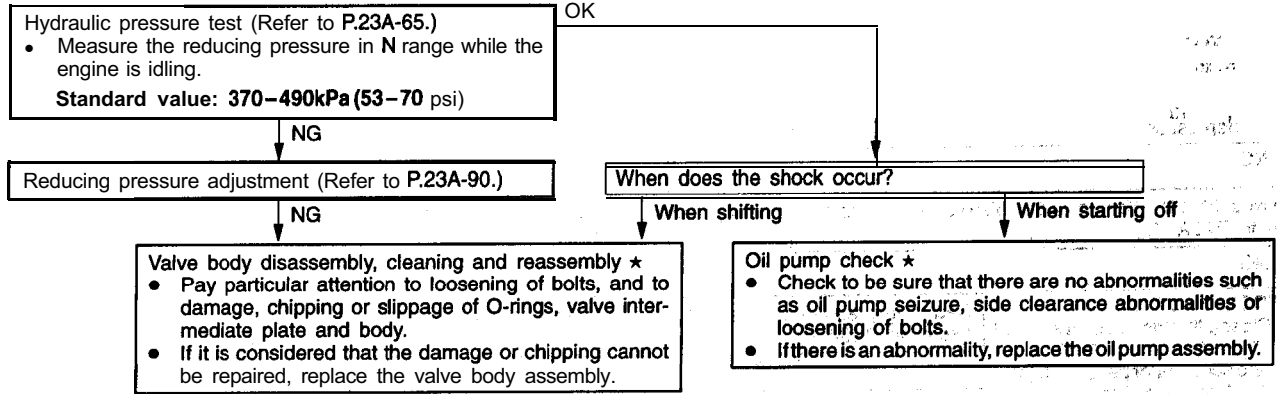 OK
Hydraulic pressure test (Refer to P.23A-65.)
● Measure the reducing pressure in N range while the
engine is idling.
Standard value: 370–490kPa (53–70 psi)
NG
Reducing pressure adjustment (Refer to P.23A-90.)
When does the shock occur?
NG
When shifting
When starting off
Valve body disassembly, cleaning and reassembly ★
● Pay particular attention to loosening of bolts, and to
damage, chipping or slippage of O-rings, valve inter-
mediate plate and body.
● If it is considered that the damage or chipping cannot
be repaired, replace the valve body assembly.
Oil pump check ★
● Check to be sure that there are no abnormalities such
as oil pump seizure, side clearance abnormalities or
loosening of bolts.
● If there is an abnormality, replace the oil pump assembly.